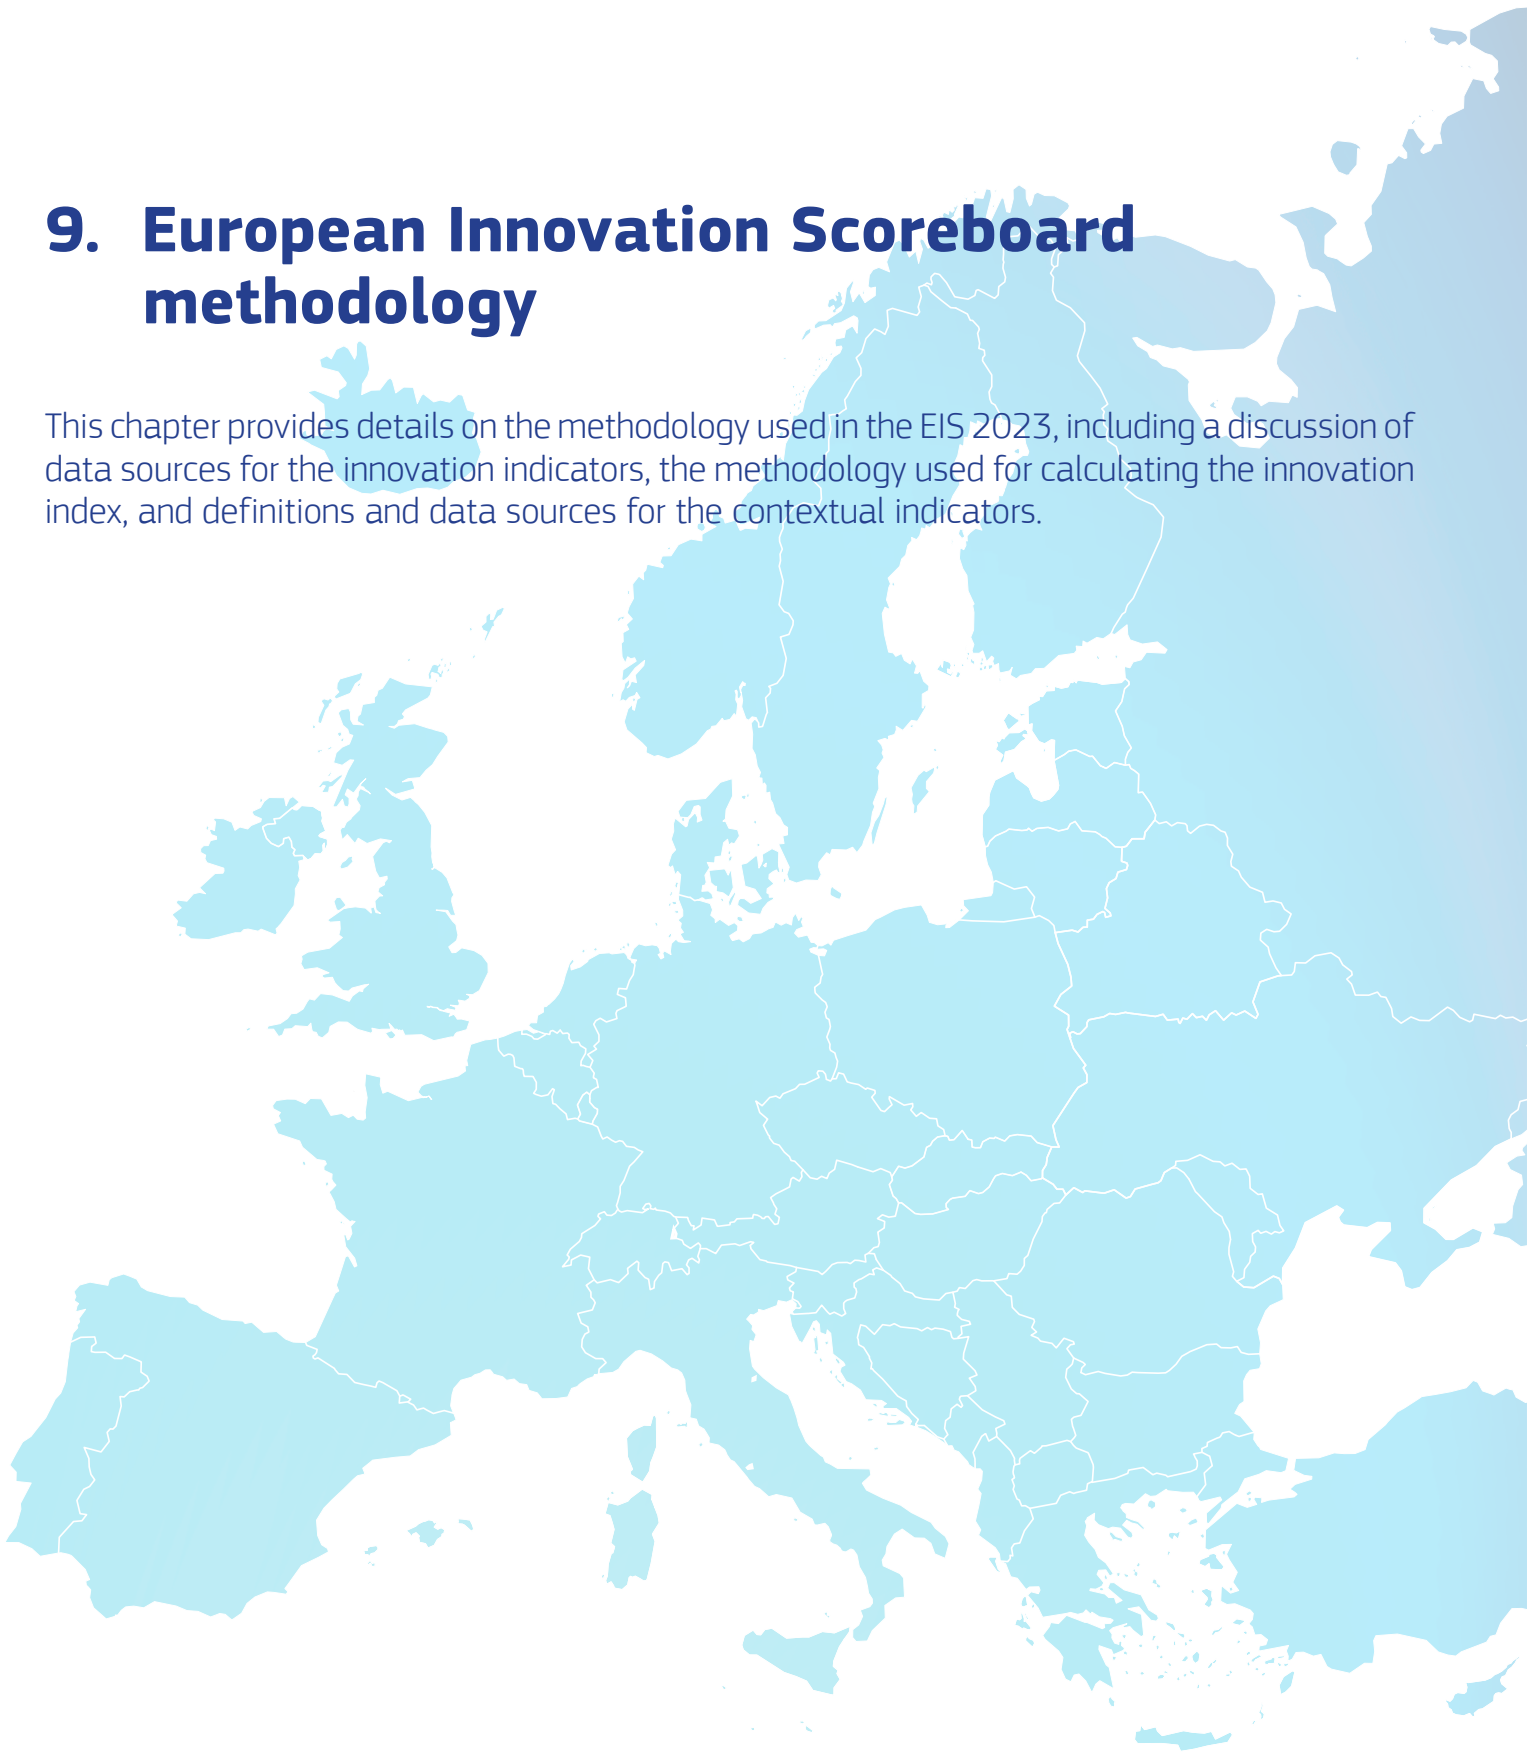 9. European Innovation Scoreboard
methodology
This chapter provides details on the methodology used in the EIS 2023, including a discussion of
data sources for the innovation indicators, the methodology used for calculating the innovation
index, and definitions and data sources for the contextual indicators.